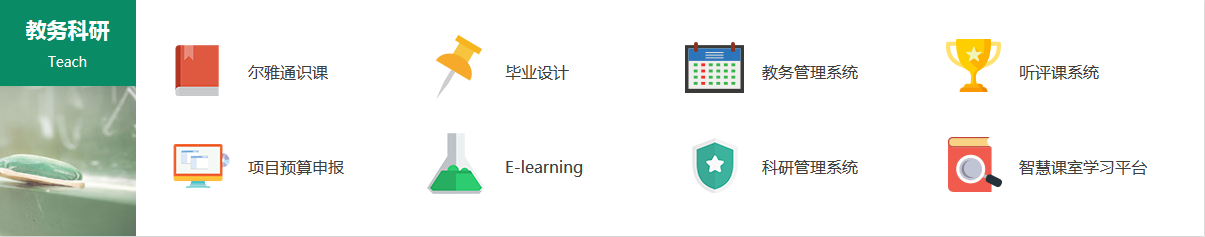 教务科研
Teach
尔雅通识课
毕业设计
教务管理系统
听评课系统
项目预算申报
E-learning
科研管理系统
智慧课室学习平台